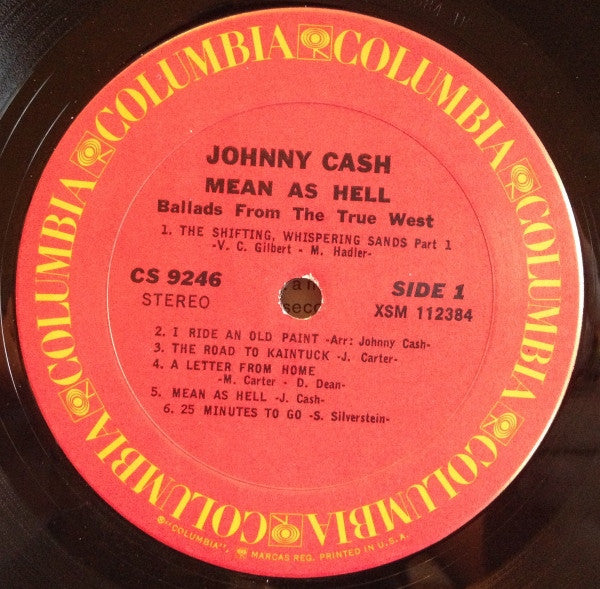 COLUMBIA COLUMBIA COLUMBIA COLUMBIA COLUMBIA COLUMBIA
JOHNNY CASH
MEAN AS HELL
Ballads From The True West
1. THE SHIFTING, WHISPERING SANDS Part 1
-V. C. Gilbert - M. Hadler-
CS 9246
STEREO
SIDE 1
XSM 112384
2. I RIDE AN OLD PAINT -Arr: Johnny Cash-
3. THE ROAD TO KAINTUCK -J. Carter-
4. A LETTER FROM HOME
-M. Carter - D. Dean-
5. MEAN AS HELL -J. Cash-
6. 25 MINUTES TO GO -S. Silverstein-
℗"COLUMBIA", MARCAS REG. PRINTED IN U.S.A.